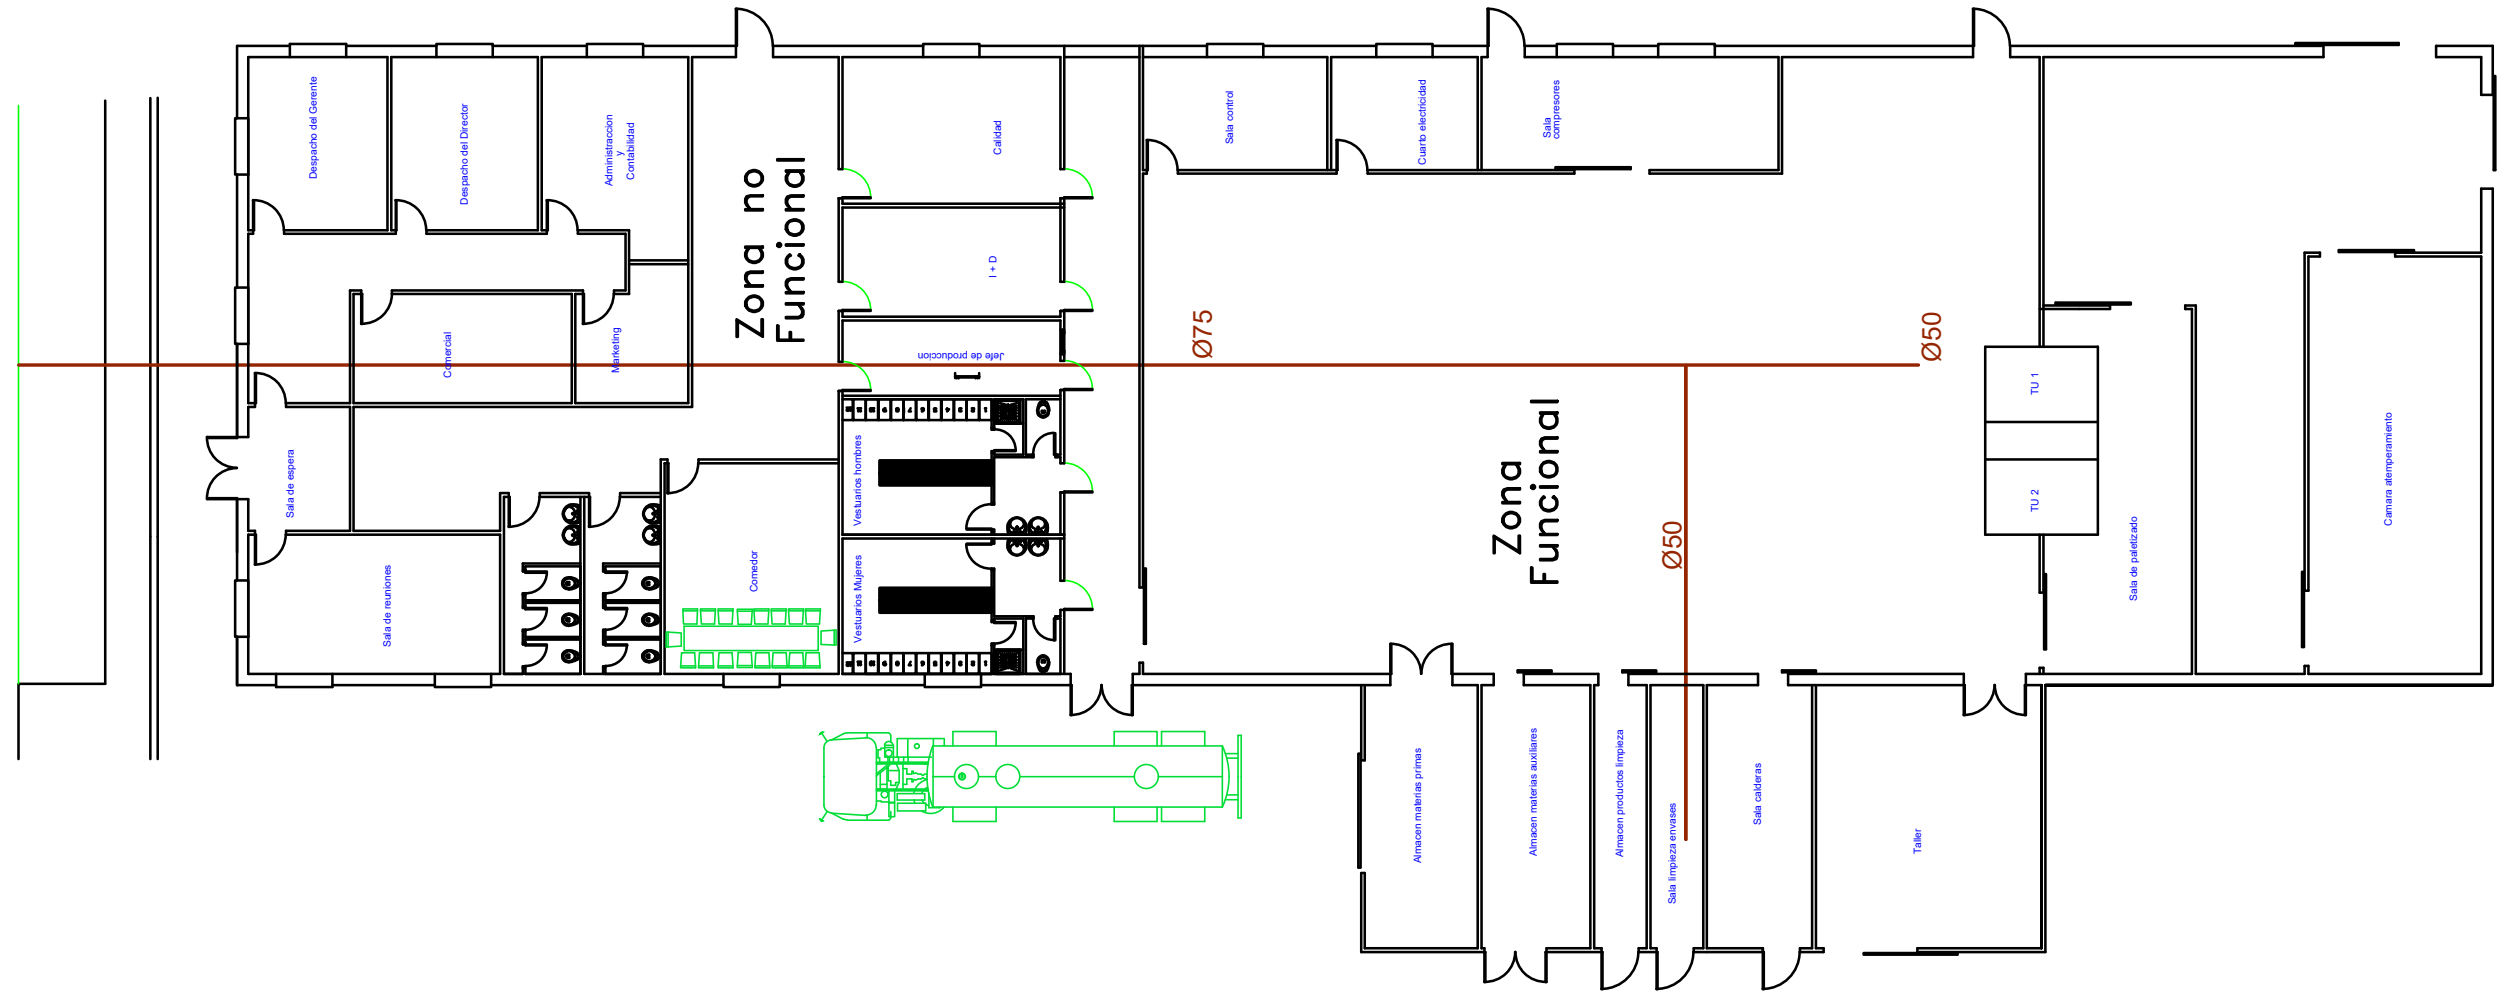 Despacho del Gerente
Despacho del Director
Administraccion
y
Contabilidad
Zona no
Funcional
Calidad
I + D
Jefe de produccion
Sala control
Cuarto electricidad
Sala
compresores
Comercial
Marketing
Ø75
Ø50
TU 1
TU 2
Sala de espera
Vestuarios hombres
Vestuarios Mujeres
Comedor
Sala de reuniones
Zona
Funcional
Ø50
Sala de paletizado
Camara atemperamiento
Almacen materias primas
Almacen materias auxiliares
Almacen productos limpieza
Sala limpieza envases
Sala calderas
Taller